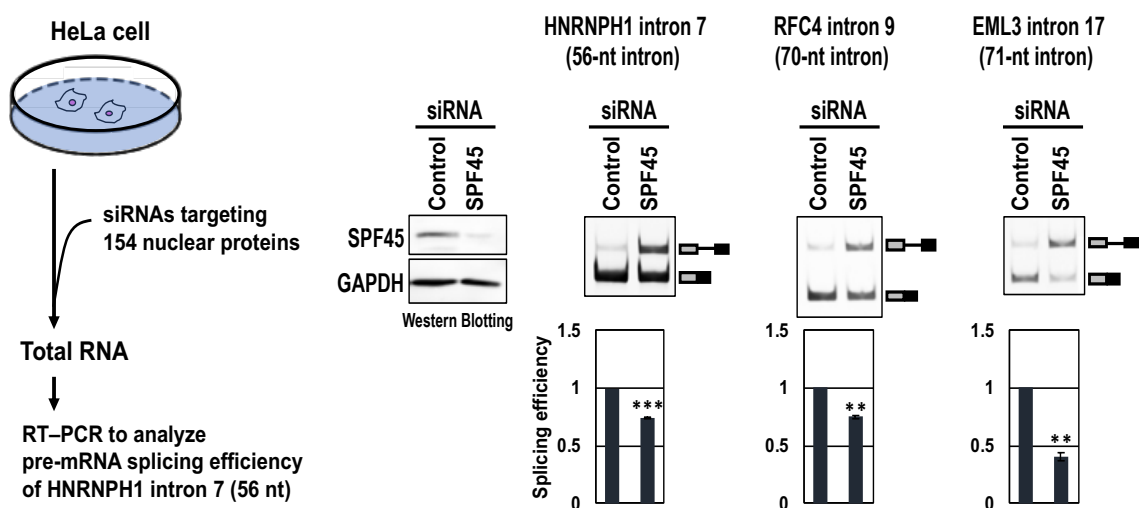 HeLa cell
siRNAs targeting
154 nuclear proteins
Total RNA
RT–PCR to analyze
pre-mRNA splicing efficiency
of HNRNPH1 intron 7 (56 nt)
siRNA
Control
SPF45
SPF45
GAPDH
Western Blotting
HNRNPH1 intron 7
(56-nt intron)
siRNA
Control
SPF45
Splicing efficiency
1.5
1
0.5
0
***
RFC4 intron 9
(70-nt intron)
siRNA
Control
SPF45
1.5
1
0.5
0
**
EML3 intron 17
(71-nt intron)
siRNA
Control
SPF45
1.5
1
0.5
0
**